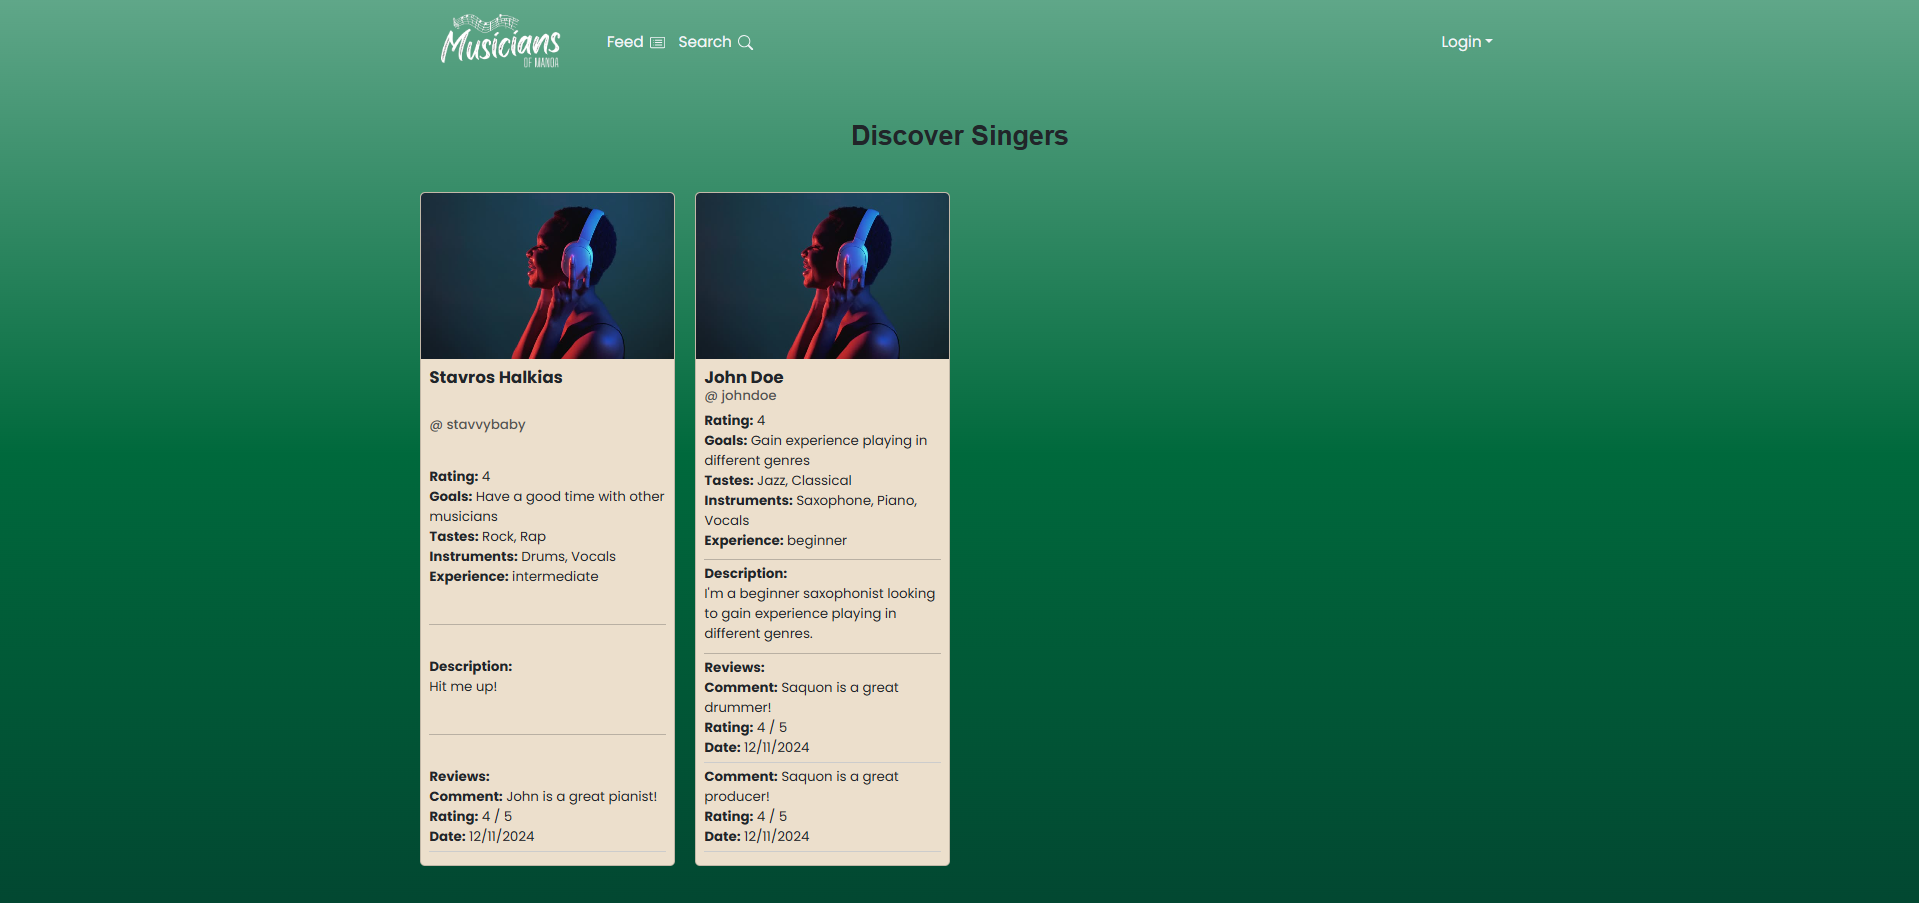 Musicians
OF MANOA
Feed
Search
Login
Discover Singers
Stavros Halkias
@ stavvybaby
Rating: 4
Goals: Have a good time with other
musicians
Tastes: Rock, Rap
Instruments: Drums, Vocals
Experience: intermediate
Description:
Hit me up!
Reviews:
Comment: John is a great pianist!
Rating: 4 / 5
Date: 12/11/2024
John Doe
@ johndoe
Rating: 4
Goals: Gain experience playing in
different genres
Tastes: Jazz, Classical
Instruments: Saxophone, Piano,
Vocals
Experience: beginner
Description:
I'm a beginner saxophonist looking
to gain experience playing in
different genres.
Reviews:
Comment: Saquon is a great
drummer!
Rating: 4 / 5
Date: 12/11/2024
Comment: Saquon is a great
producer!
Rating: 4 / 5
Date: 12/11/2024